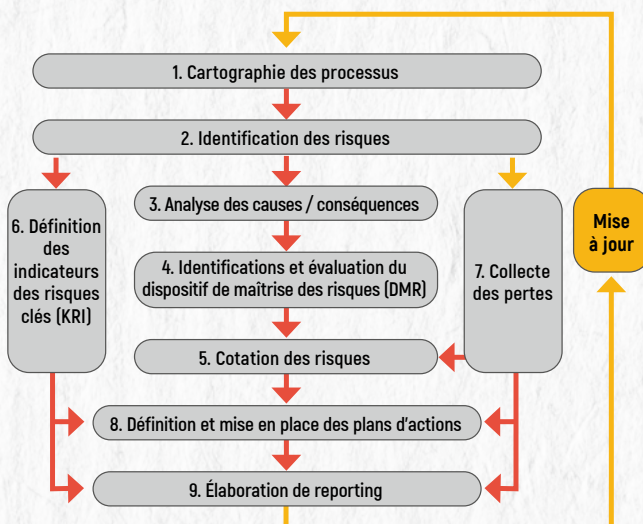 1. Cartographie des processus
2. Identification des risques
3. Analyse des causes / conséquences
4. Identifications et évaluation du
dispositif de maîtrise des risques (DMR)
5. Cotation des risques
6. Définition
des
indicateurs
des risques
clés (KRI)
7. Collecte
des pertes
Mise
à jour
8. Définition et mise en place des plans d'actions
9. Élaboration de reporting